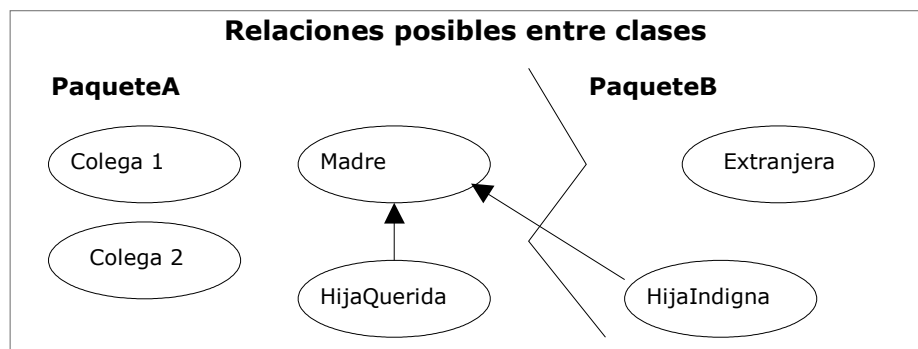 Relaciones posibles entre clases
PaqueteA
PaqueteB
Colega 1
Madre
Extranjera
Colega 2
HijaQuerida
HijaIndigna